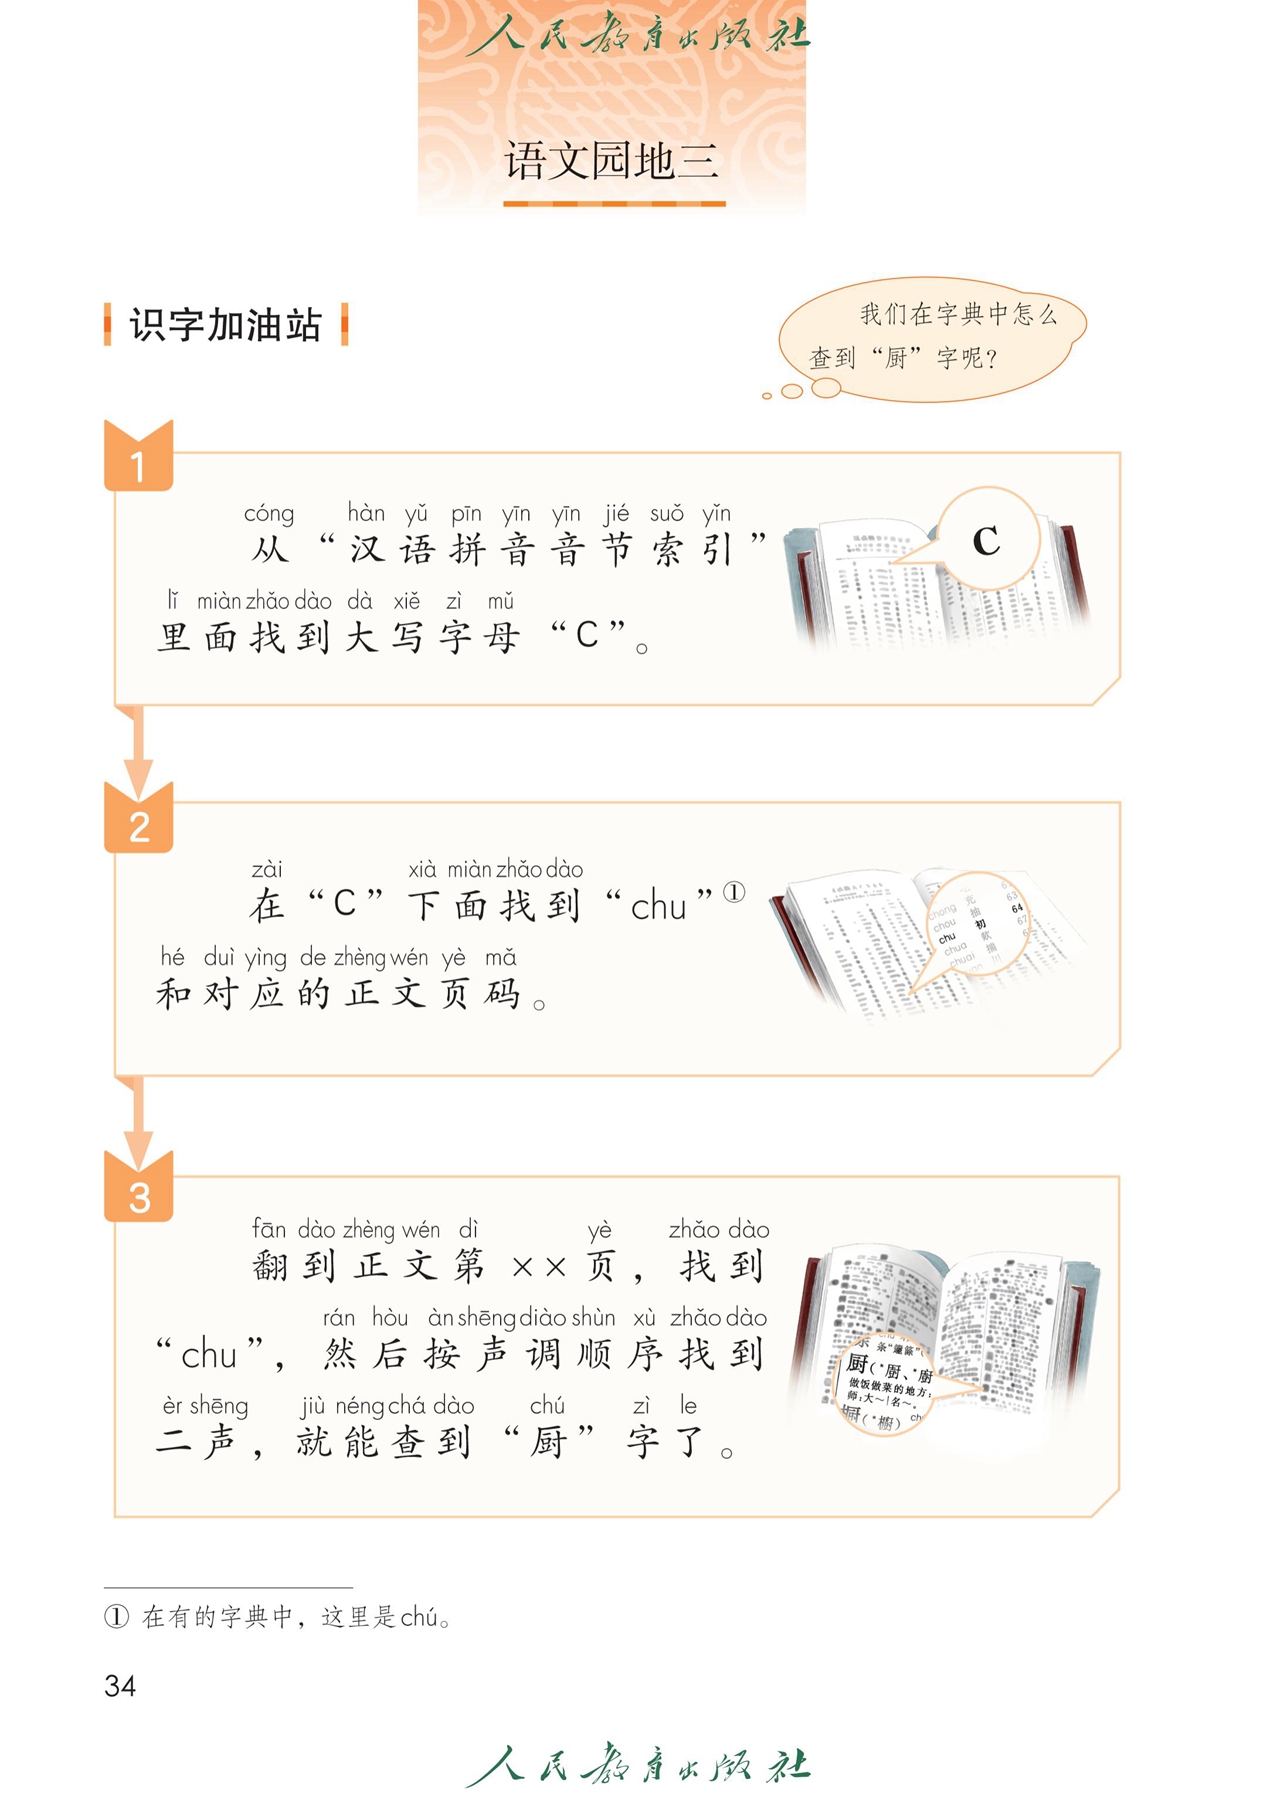 人民教育出版社
语文园地三
识字加油站
我们在字典中怎么
查到“厨”字呢？
1
cóng hàn yǔ pīn yīn yīn jié suǒ yǐn
从“汉语拼音音节索引”
C
lǐ miàn zhǎo dào dà xiě zì mǔ
里面找到大写字母“C”。
2
zài xià miàn zhǎo dào
在“C”下面找到“chu”①
hé duì yìng de zhèng wén yè mǎ
和对应的正文页码。
63
chong 充
chou 抽 64
chu 初 67
chua 欻
chuai 揣
3
fān dào zhèng wén dì yè zhǎo dào
翻到正文第××页，找到
rán hòu àn shēng diào shùn xù zhǎo dào
“chu”，然后按声调顺序找到
èr shēng jiù néng chá dào chú zì le
二声，就能查到“厨”字了。
厨(*厨、*廚
做饭做菜的地方：
师：大～｜名～。
橱(*櫥)
① 在有的字典中，这里是chú。
34
人民教育出版社